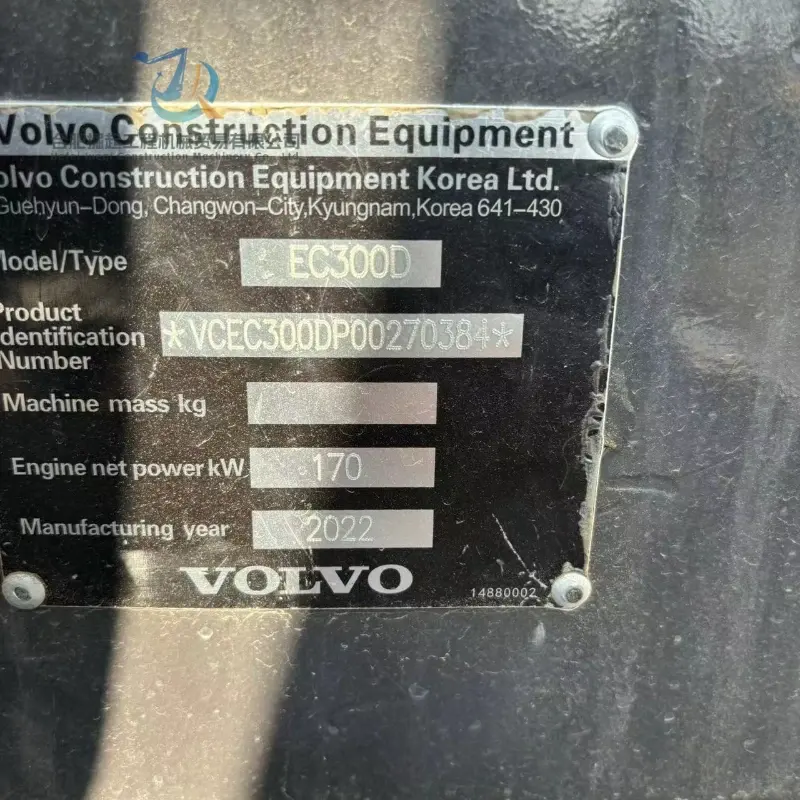 Volvo Construction Equipment
olvo Construction Equipment Korea Ltd.
Guehyun-Dong, Changwon-City, Kyungnam, Korea 641-430
Model/Type EC300D
Product
Identification
Number
*VCEC300DP00270384*
Machine mass kg
Engine net power kW 170
Manufacturing year 2022
VOLVO
14880002